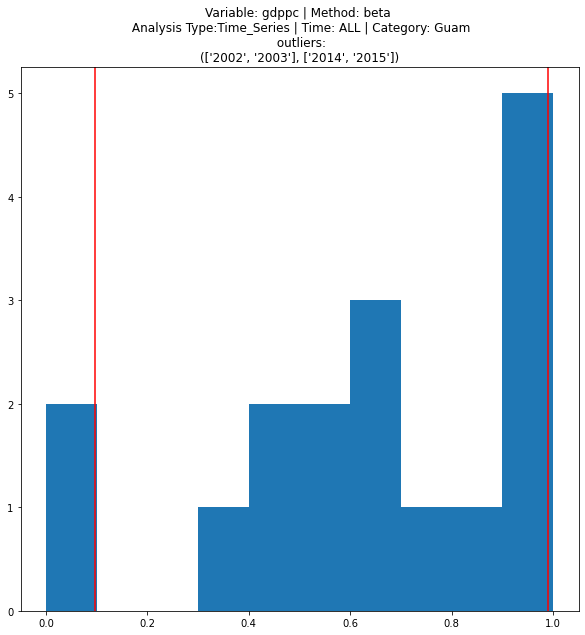 Variable: gdppc | Method: beta
Analysis Type:Time_Series | Time: ALL | Category: Guam
outliers:
(['2002', '2003'], ['2014', '2015'])
5
4
3
2
1
0
0.0 0.2 0.4 0.6 0.8 1.0